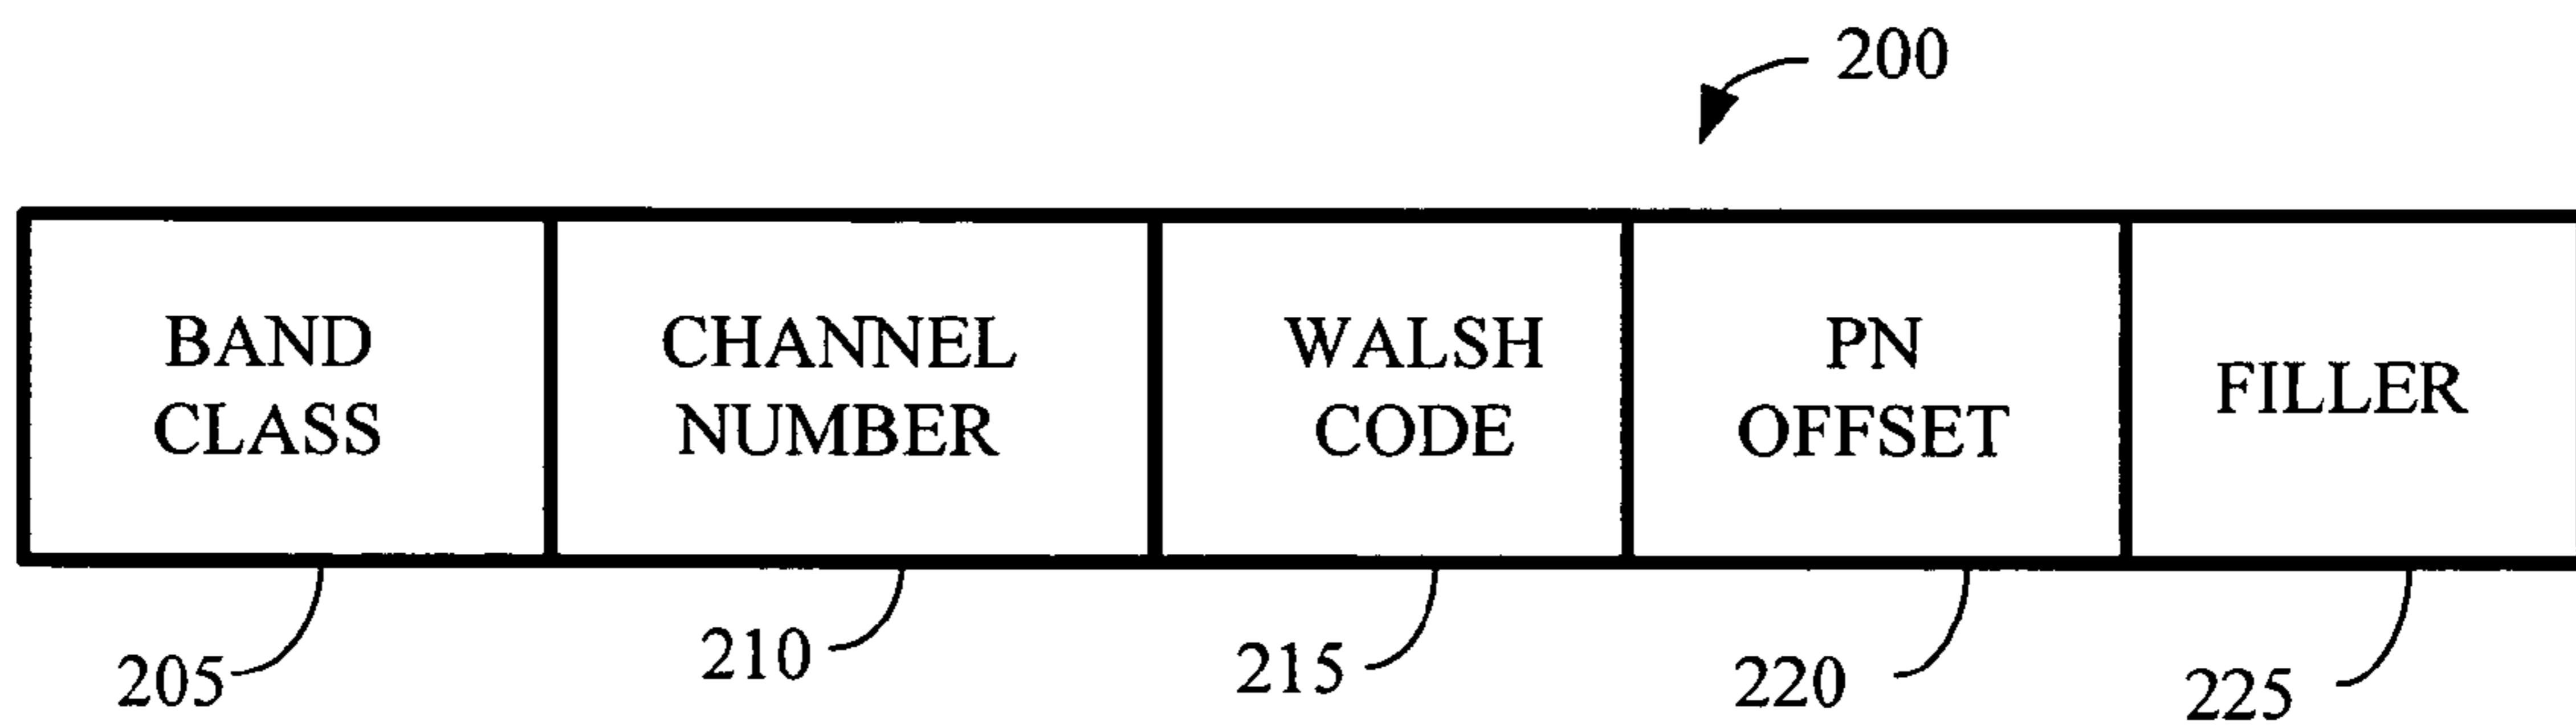 200
BAND
CLASS
CHANNEL
NUMBER
WALSH
CODE
PN
OFFSET
FILLER
205
210
215
220
225